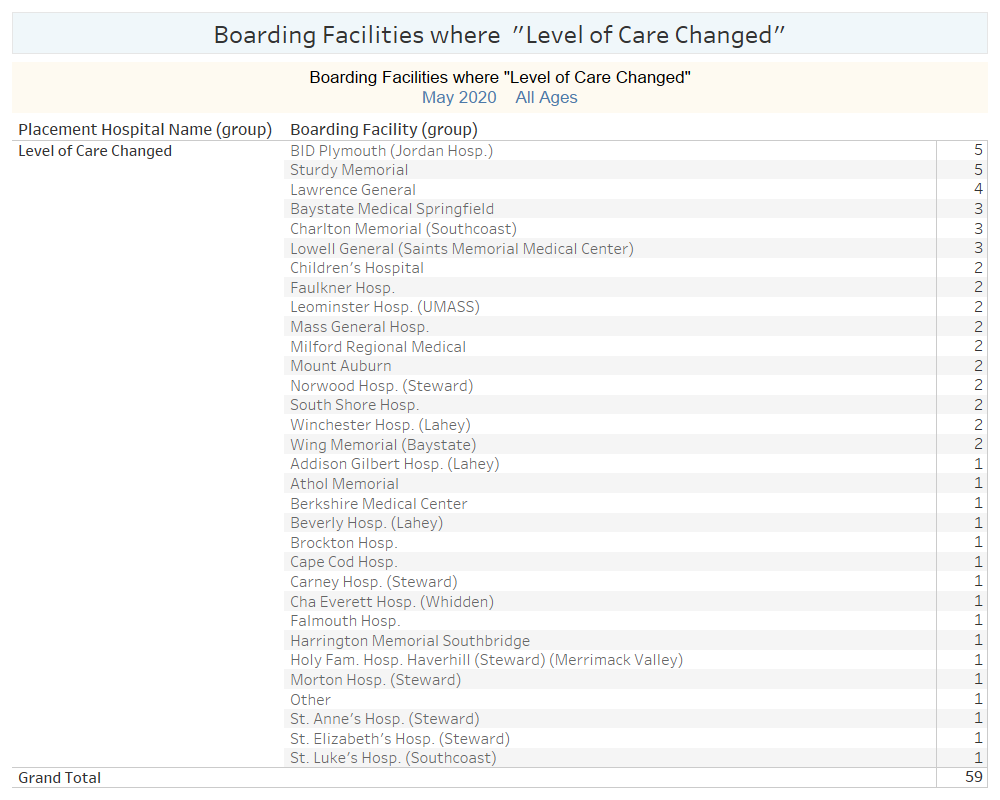 Boarding Facilities where ”Level of Care Changed”
Boarding Facilities where "Level of Care Changed"
May 2020 All Ages
Placement Hospital Name (group) Boarding Facility (group)
Level of Care Changed BID Plymouth (Jordan Hosp.) 5
Sturdy Memorial 5
Lawrence General 4
Baystate Medical Springfield 3
Charlton Memorial (Southcoast) 3
Lowell General (Saints Memorial Medical Center) 3
Children's Hospital 2
Faulkner Hosp. 2
Leominster Hosp. (UMASS) 2
Mass General Hosp. 2
Milford Regional Medical 2
Mount Auburn 2
Norwood Hosp. (Steward) 2
South Shore Hosp. 2
Winchester Hosp. (Lahey) 2
Wing Memorial (Baystate) 2
Addison Gilbert Hosp. (Lahey) 1
Athol Memorial 1
Berkshire Medical Center 1
Beverly Hosp. (Lahey) 1
Brockton Hosp. 1
Cape Cod Hosp. 1
Carney Hosp. (Steward) 1
Cha Everett Hosp. (Whidden) 1
Falmouth Hosp. 1
Harrington Memorial Southbridge 1
Holy Fam. Hosp. Haverhill (Steward) (Merrimack Valley) 1
Morton Hosp. (Steward) 1
Other 1
St. Anne's Hosp. (Steward) 1
St. Elizabeth's Hosp. (Steward) 1
St. Luke's Hosp. (Southcoast) 1
Grand Total 59